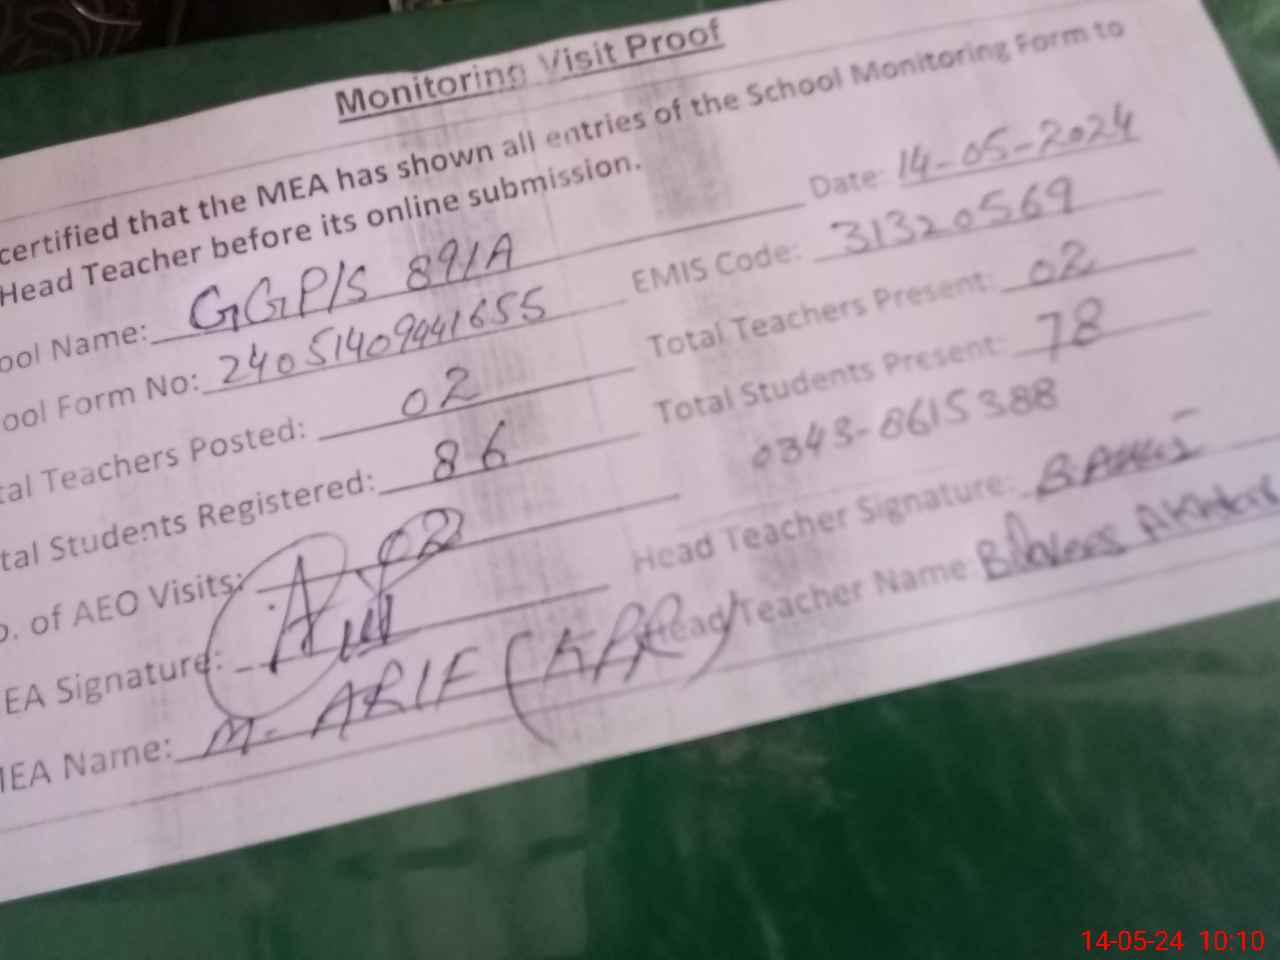 Monitoring Visit Proof
certified that the MEA has shown all entries of the School Monitoring Form to
Head Teacher before its online submission.
Date: 14-05-2024
ool Name: GGP/S 891A EMIS Code: 31320569
ool Form No: 24051409441655 Total Teachers Present: 02
tal Teachers Posted: 02 Total Students Present: 78
tal Students Registered: 86 0343-8615388
o. of AEO Visits: 02 Head Teacher Signature:
EA Signature: Head Teacher Name Akhtar
MEA Name: M. ARIF
14-05-24 10:10